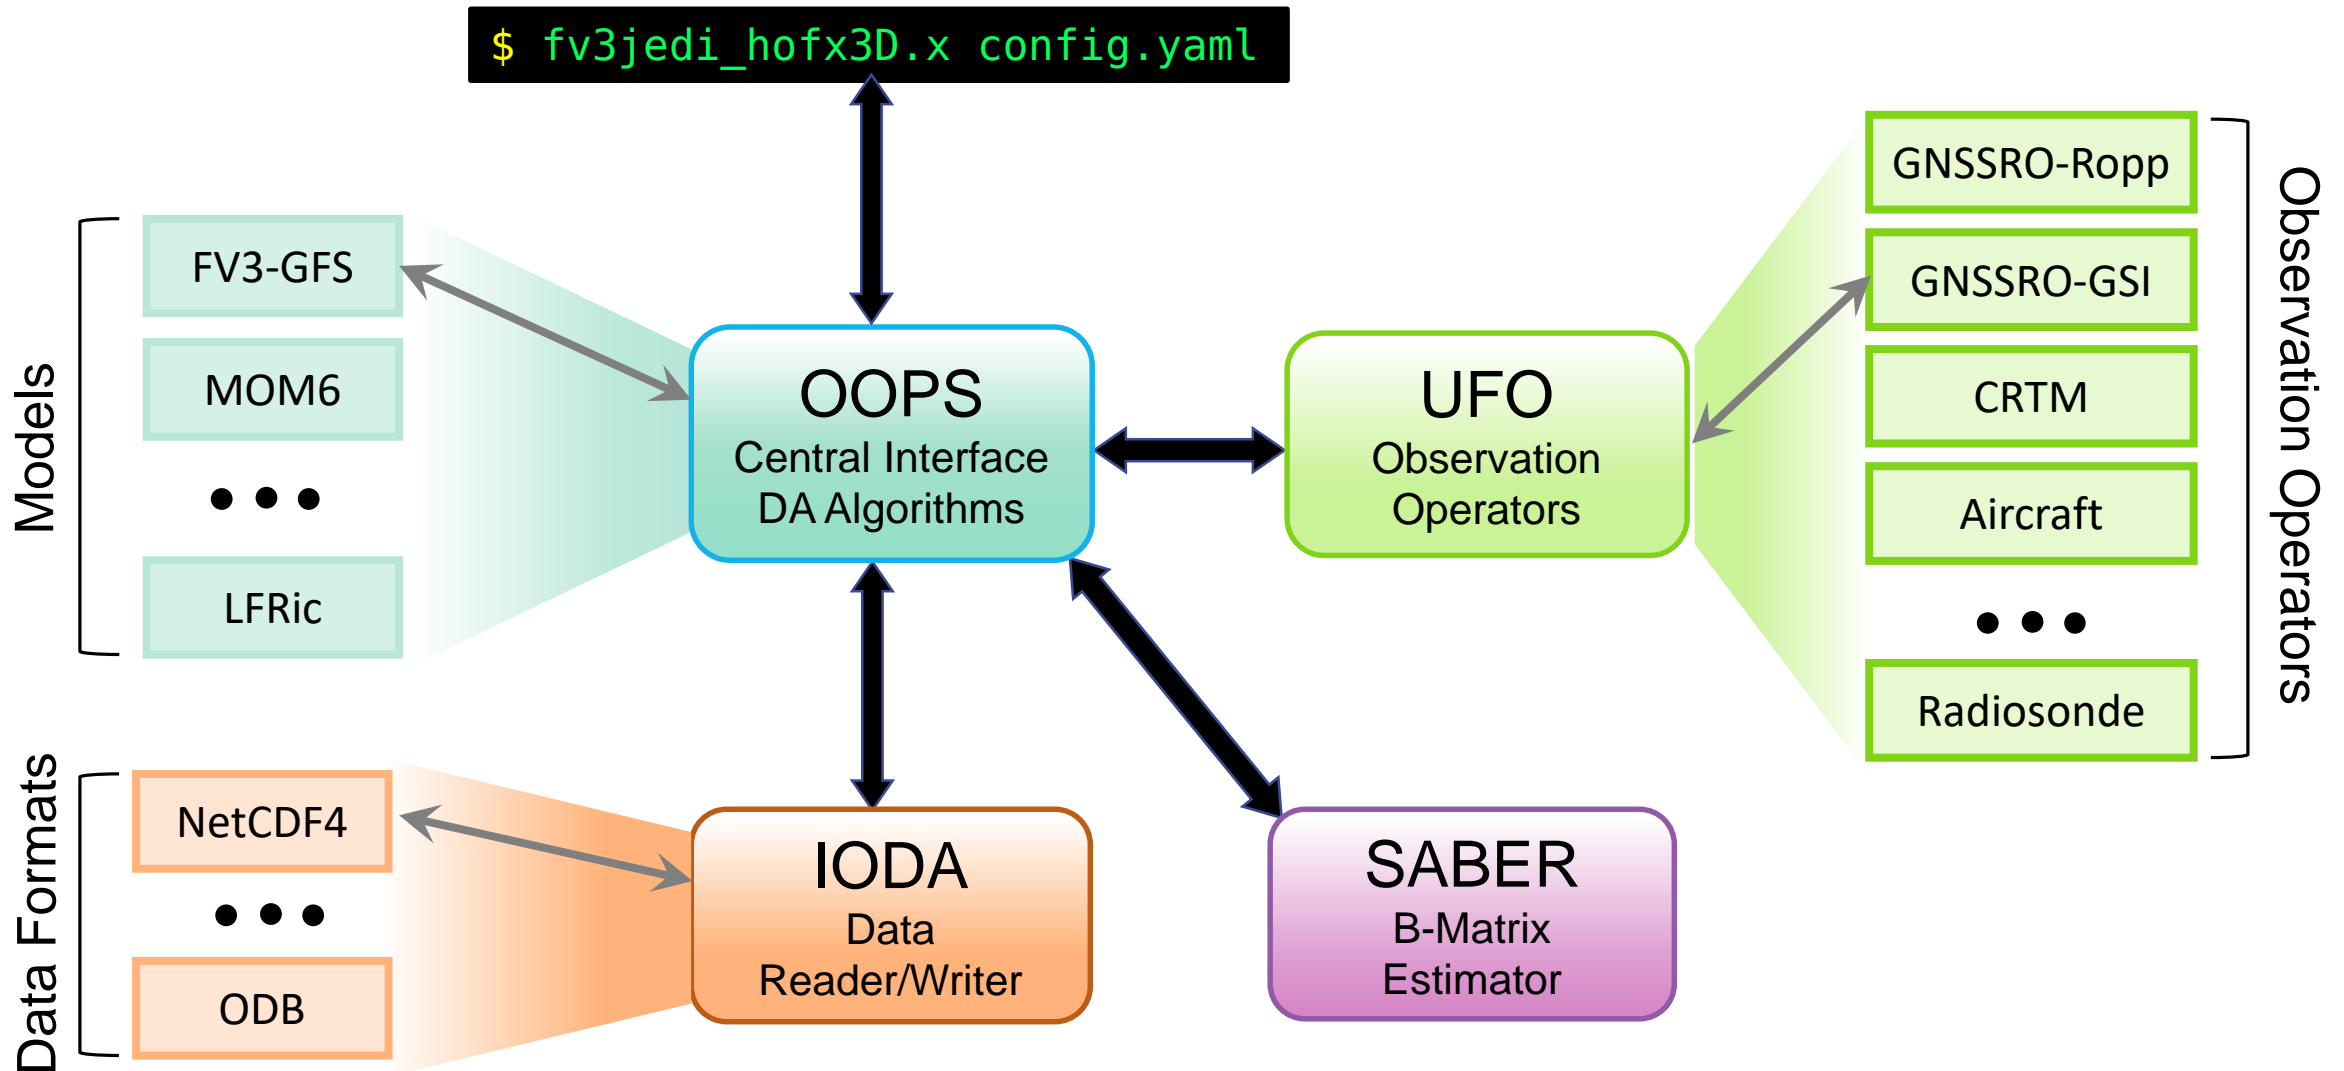 $ fv3jedi_hofx3D.x config.yaml
Models
FV3-GFS
MOM6
LFRic
OOPS
Central Interface
DA Algorithms
UFO
Observation
Operators
GNSSRO-Ropp
GNSSRO-GSI
CRTM
Aircraft
Radiosonde
Observation Operators
Data Formats
NetCDF4
ODB
IODA
Data
Reader/Writer
SABER
B-Matrix
Estimator